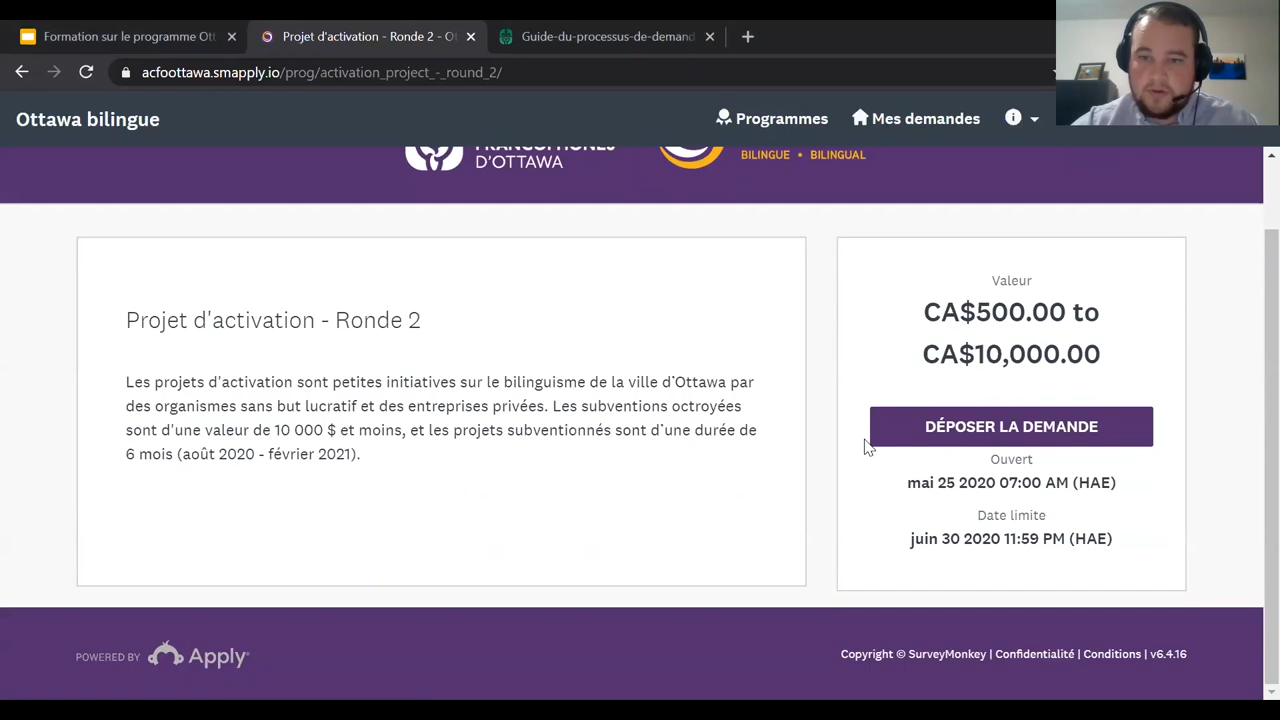 Formation sur le programme Ott
Projet d'activation - Ronde 2 - O
Guide-du-processus-de-demand
acfoottawa.smapply.io/prog/activation_project_-_round_2/
Ottawa bilingue
Programmes
Mes demandes
FRANCOPHONES
D'OTTAWA
BILINGUE • BILINGUAL
Projet d'activation - Ronde 2
Les projets d'activation sont petites initiatives sur le bilinguisme de la ville d'Ottawa par
des organismes sans but lucratif et des entreprises privées. Les subventions octroyées
sont d'une valeur de 10 000 $ et moins, et les projets subventionnés sont d'une durée de
6 mois (août 2020 - février 2021).
Valeur
CA$500.00 to
CA$10,000.00
DÉPOSER LA DEMANDE
Ouvert
mai 25 2020 07:00 AM (HAE)
Date limite
juin 30 2020 11:59 PM (HAE)
POWERED BY Apply
Copyright © SurveyMonkey | Confidentialité | Conditions | v6.4.16